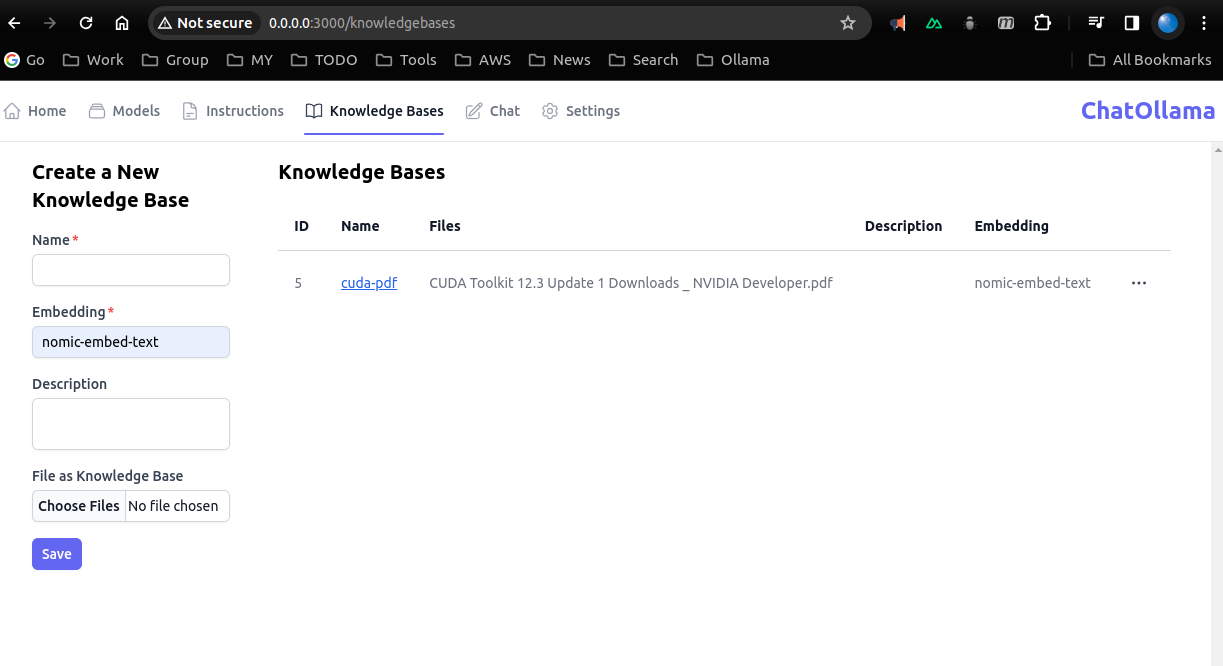 Not secure 0.0.0.0:3000/knowledgebases
Go Work Group MY TODO Tools AWS News Search Ollama All Bookmarks
Home Models Instructions Knowledge Bases Chat Settings ChatOllama
Create a New
Knowledge Base
Name*
Embedding*
nomic-embed-text
Description
File as Knowledge Base
Choose Files No file chosen
Save
Knowledge Bases
ID Name Files Description Embedding
5 cuda-pdf CUDA Toolkit 12.3 Update 1 Downloads _ NVIDIA Developer.pdf nomic-embed-text ...